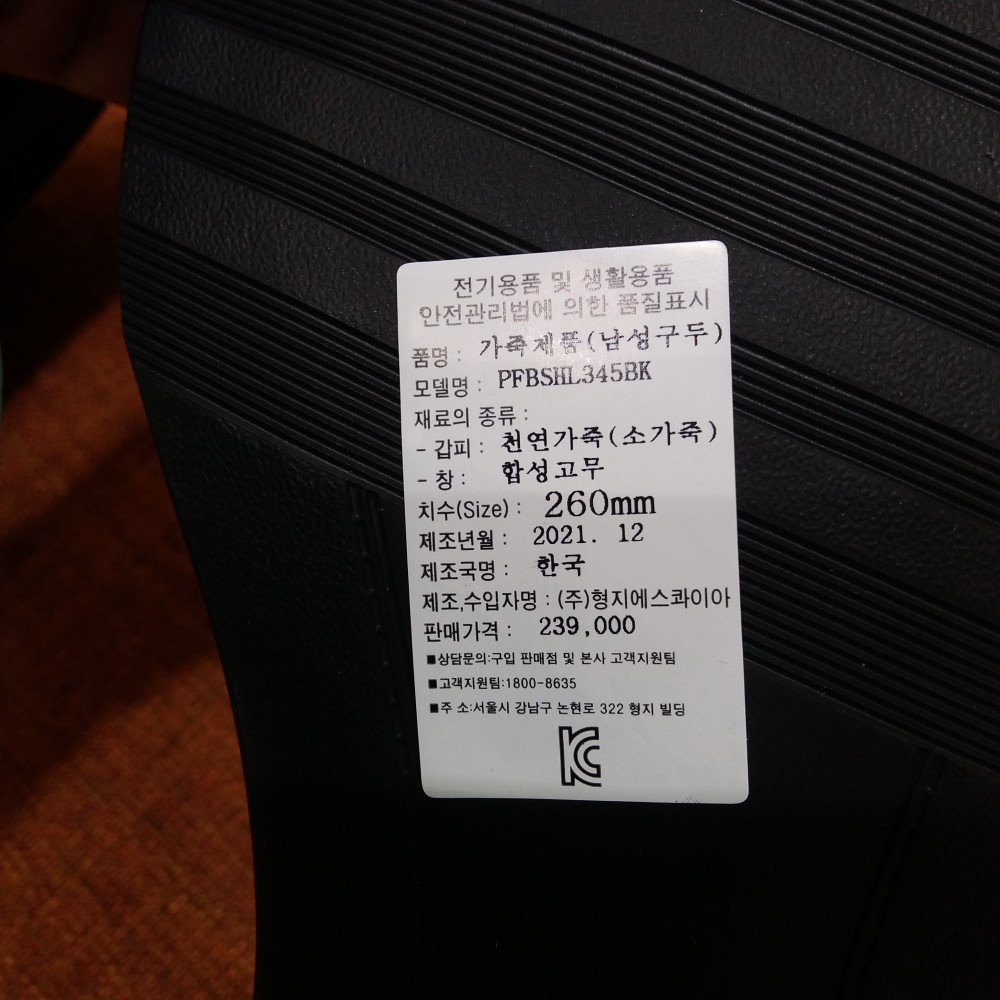 전기용품 및 생활용품
안전관리법에 의한 품질표시
품명 : 가죽제품(남성구두)
모델명 : PFBSHL345BK
재료의 종류 :
- 갑피 : 천연가죽(소가죽)
- 창 : 합성고무
치수(Size) : 260mm
제조년월 : 2021. 12
제조국명 : 한국
제조,수입자명 : (주)형지에스콰이아
판매가격 : 239,000
■상담문의:구입 판매점 및 본사 고객지원팀
■고객지원팀:1800-8635
■주 소:서울시 강남구 논현로 322 형지 빌딩
KC